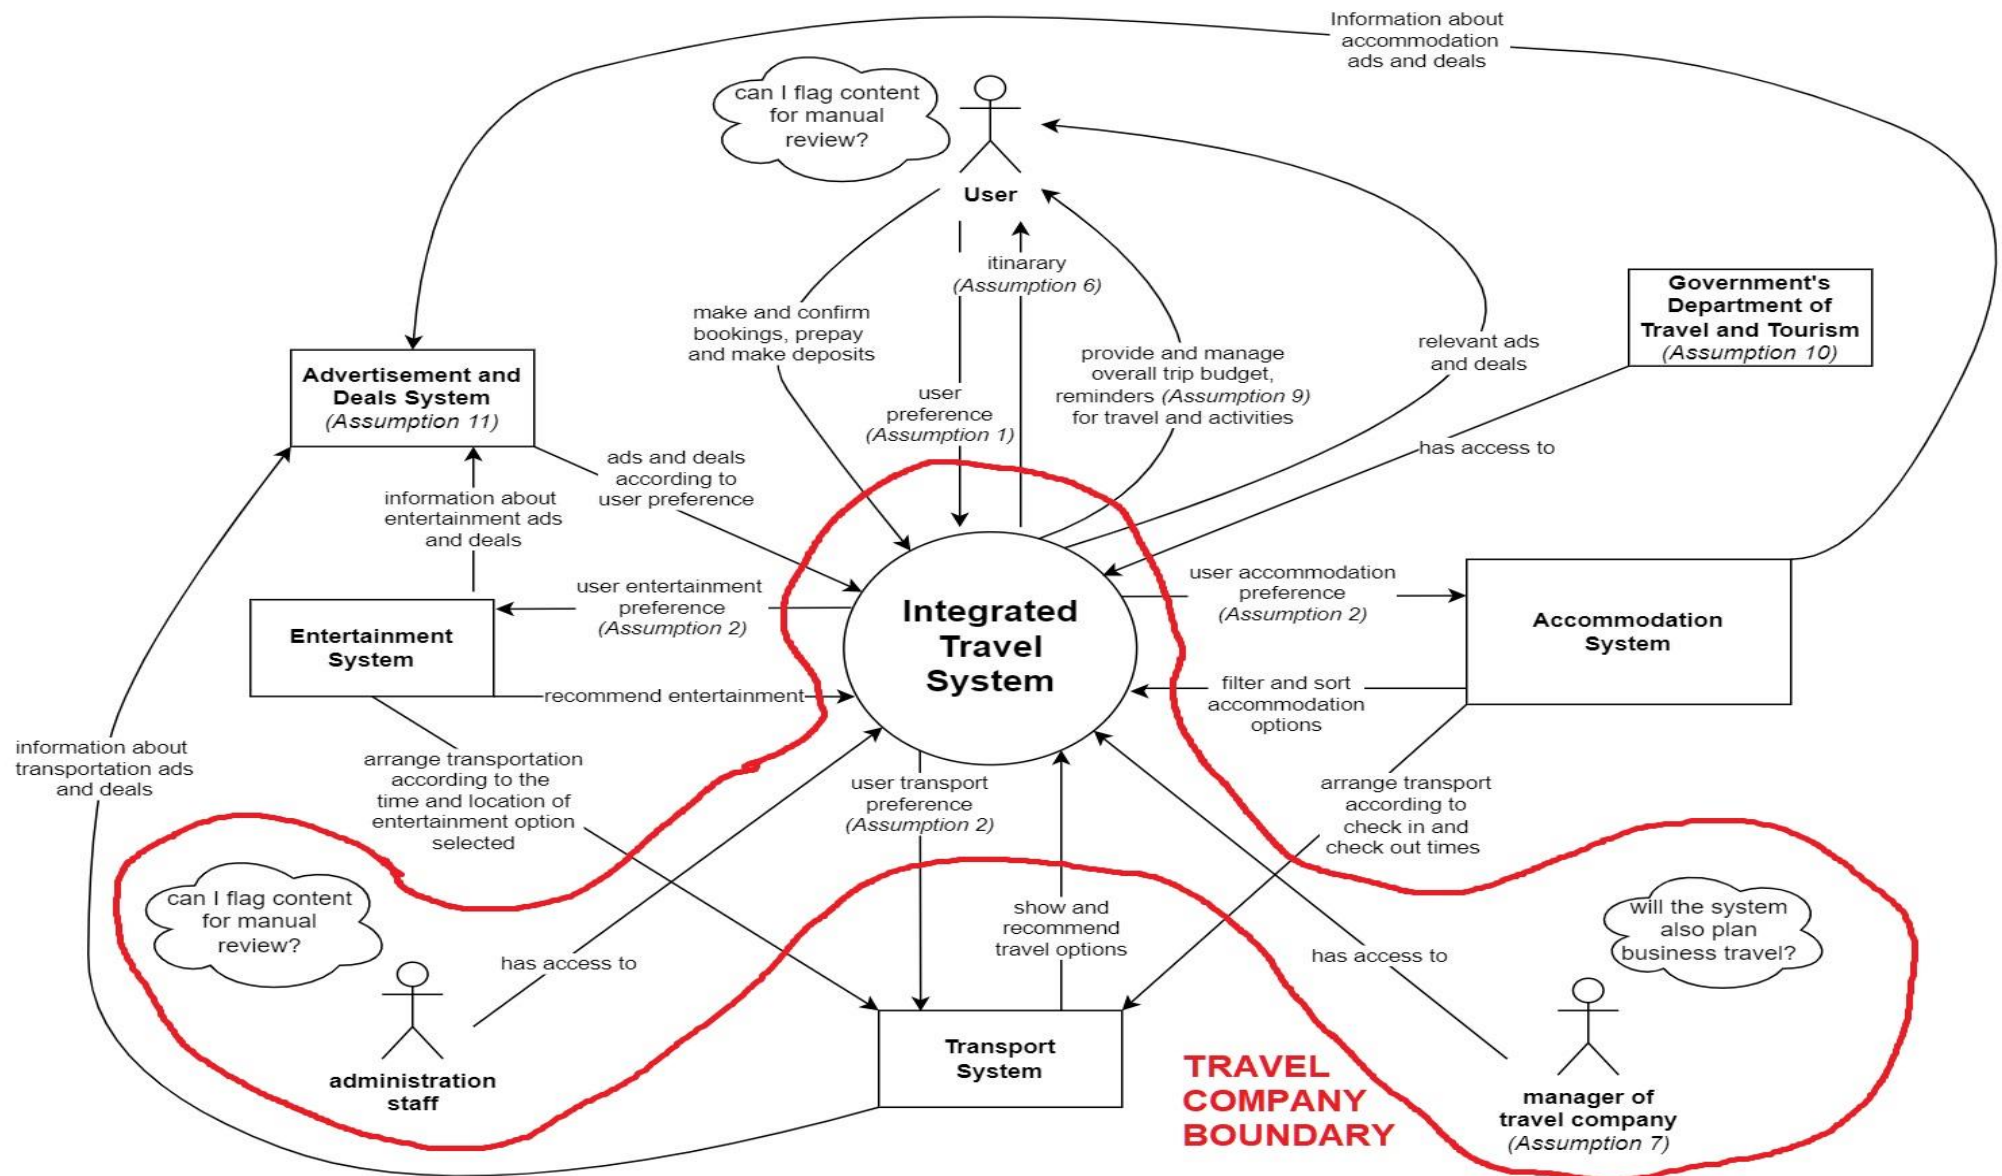 Information about
accommodation
ads and deals
can I flag content
for manual
review?
User
itinarary
(Assumption 6)
make and confirm
bookings, prepay
and make deposits
user
preference
(Assumption 1)
provide and manage
overall trip budget,
reminders (Assumption 9)
for travel and activities
relevant ads
and deals
Government's
Department of
Travel and Tourism
(Assumption 10)
has access to
Advertisement and
Deals System
(Assumption 11)
ads and deals
according to
user preference
information about
entertainment ads
and deals
user entertainment
preference
(Assumption 2)
Entertainment
System
recommend entertainment
Integrated
Travel
System
user accommodation
preference
(Assumption 2)
Accommodation
System
filter and sort
accommodation
options
information about
transportation ads
and deals
arrange transportation
according to the
time and location of
entertainment option
selected
user transport
preference
(Assumption 2)
arrange transport
according to
check in and
check out times
can I flag content
for manual
review?
has access to
show and
recommend
travel options
has access to
will the system
also plan
business travel?
administration
staff
Transport
System
TRAVEL
COMPANY
BOUNDARY
manager of
travel company
(Assumption 7)